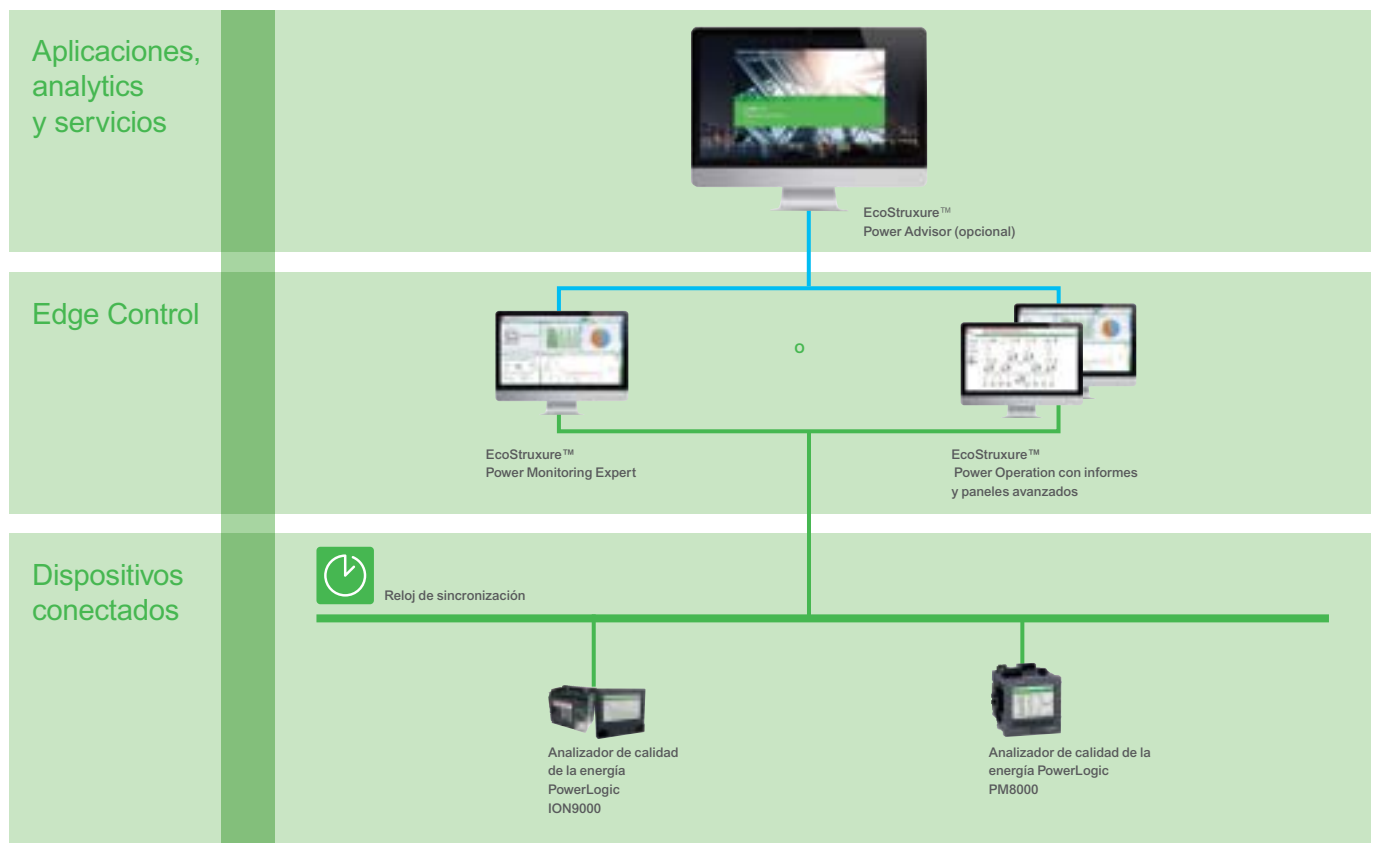 Aplicaciones,
analytics
y servicios
EcoStruxure™
Power Advisor (opcional)
Edge Control
O
EcoStruxure™
Power Monitoring Expert
EcoStruxure™
Power Operation con informes
y paneles avanzados
Dispositivos
conectados
Reloj de sincronización
Analizador de calidad
de la energía
PowerLogic
ION9000
Analizador de calidad de la
energía PowerLogic
PM8000